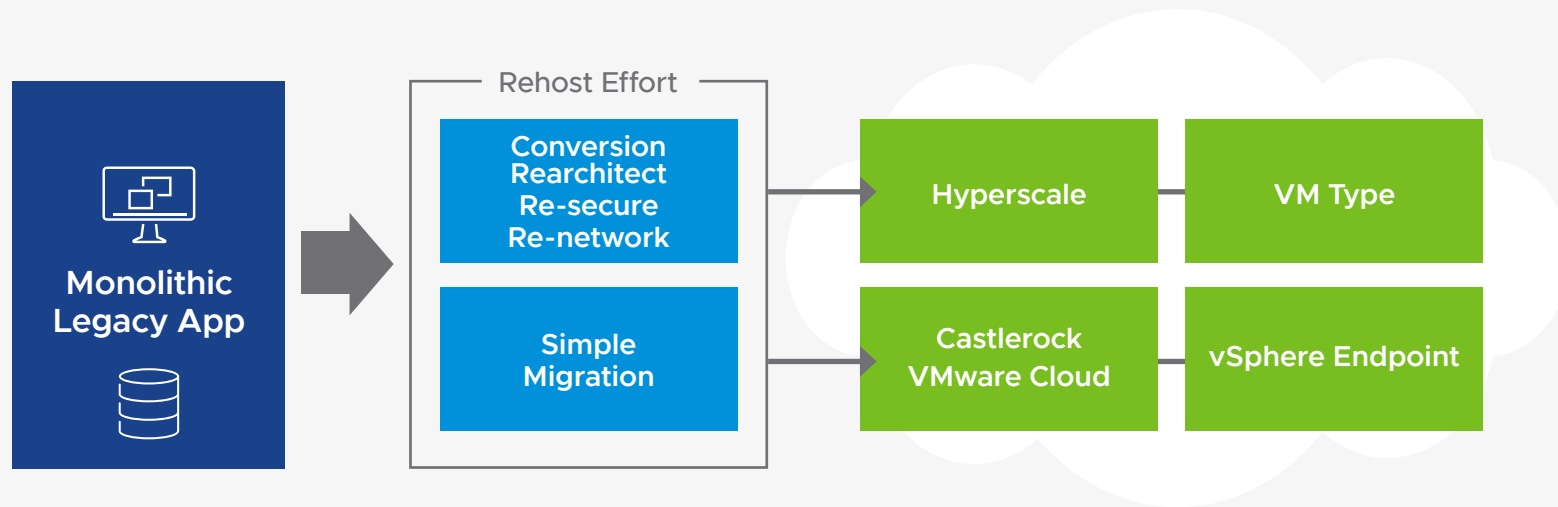 Rehost Effort
Monolithic
Legacy App
Conversion
Rearchitect
Re-secure
Re-network
Simple
Migration
Hyperscale
VM Type
Castlerock
VMware Cloud
vSphere Endpoint